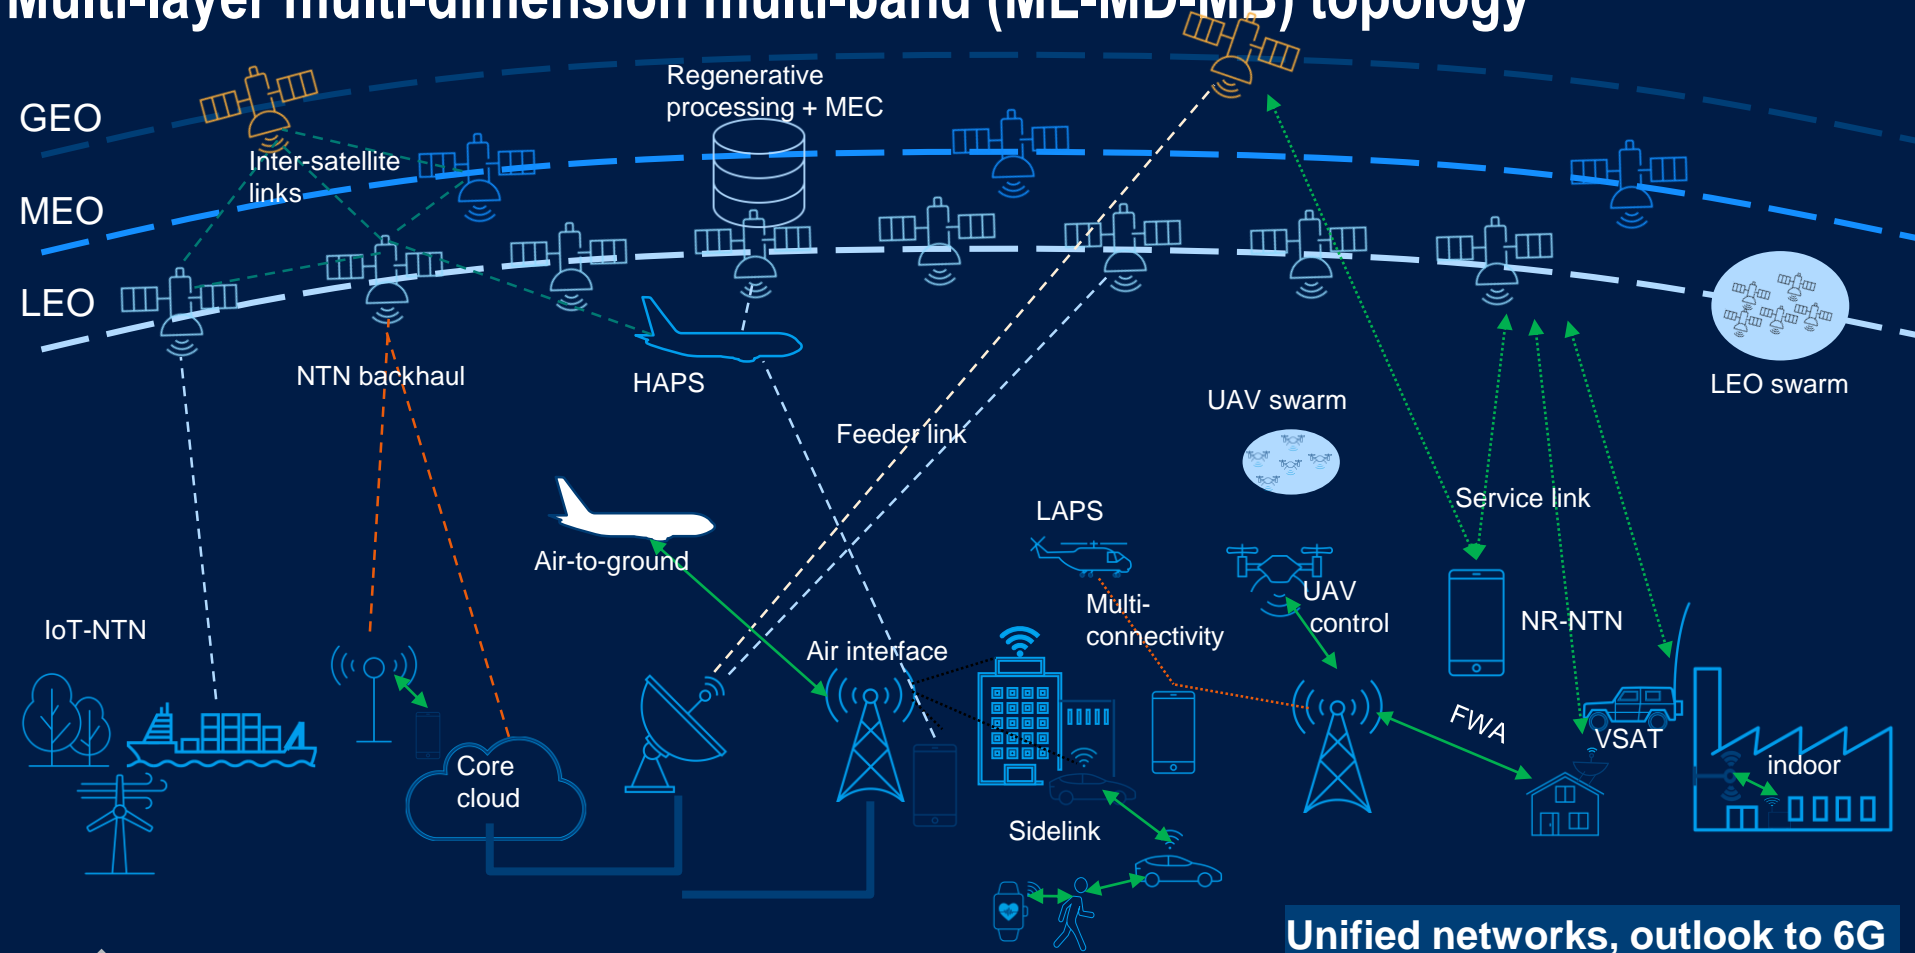 Multi-layer multi-dimension multi-band (ME-MD-MB) topology
Regenerative
processing + MEC
GEO
Inter-satellite
links
MEO
LEO
NTN backhaul
HAPS
LEO swarm
UAV swarm
Feeder link
Service link
LAPS
Air-to-ground
UAV
control
Multi-
connectivity
NR-NTN
IoT-NTN
Air interface
FWA
VSAT
indoor
Core
cloud
Sidelink
Unified networks, outlook to 6G